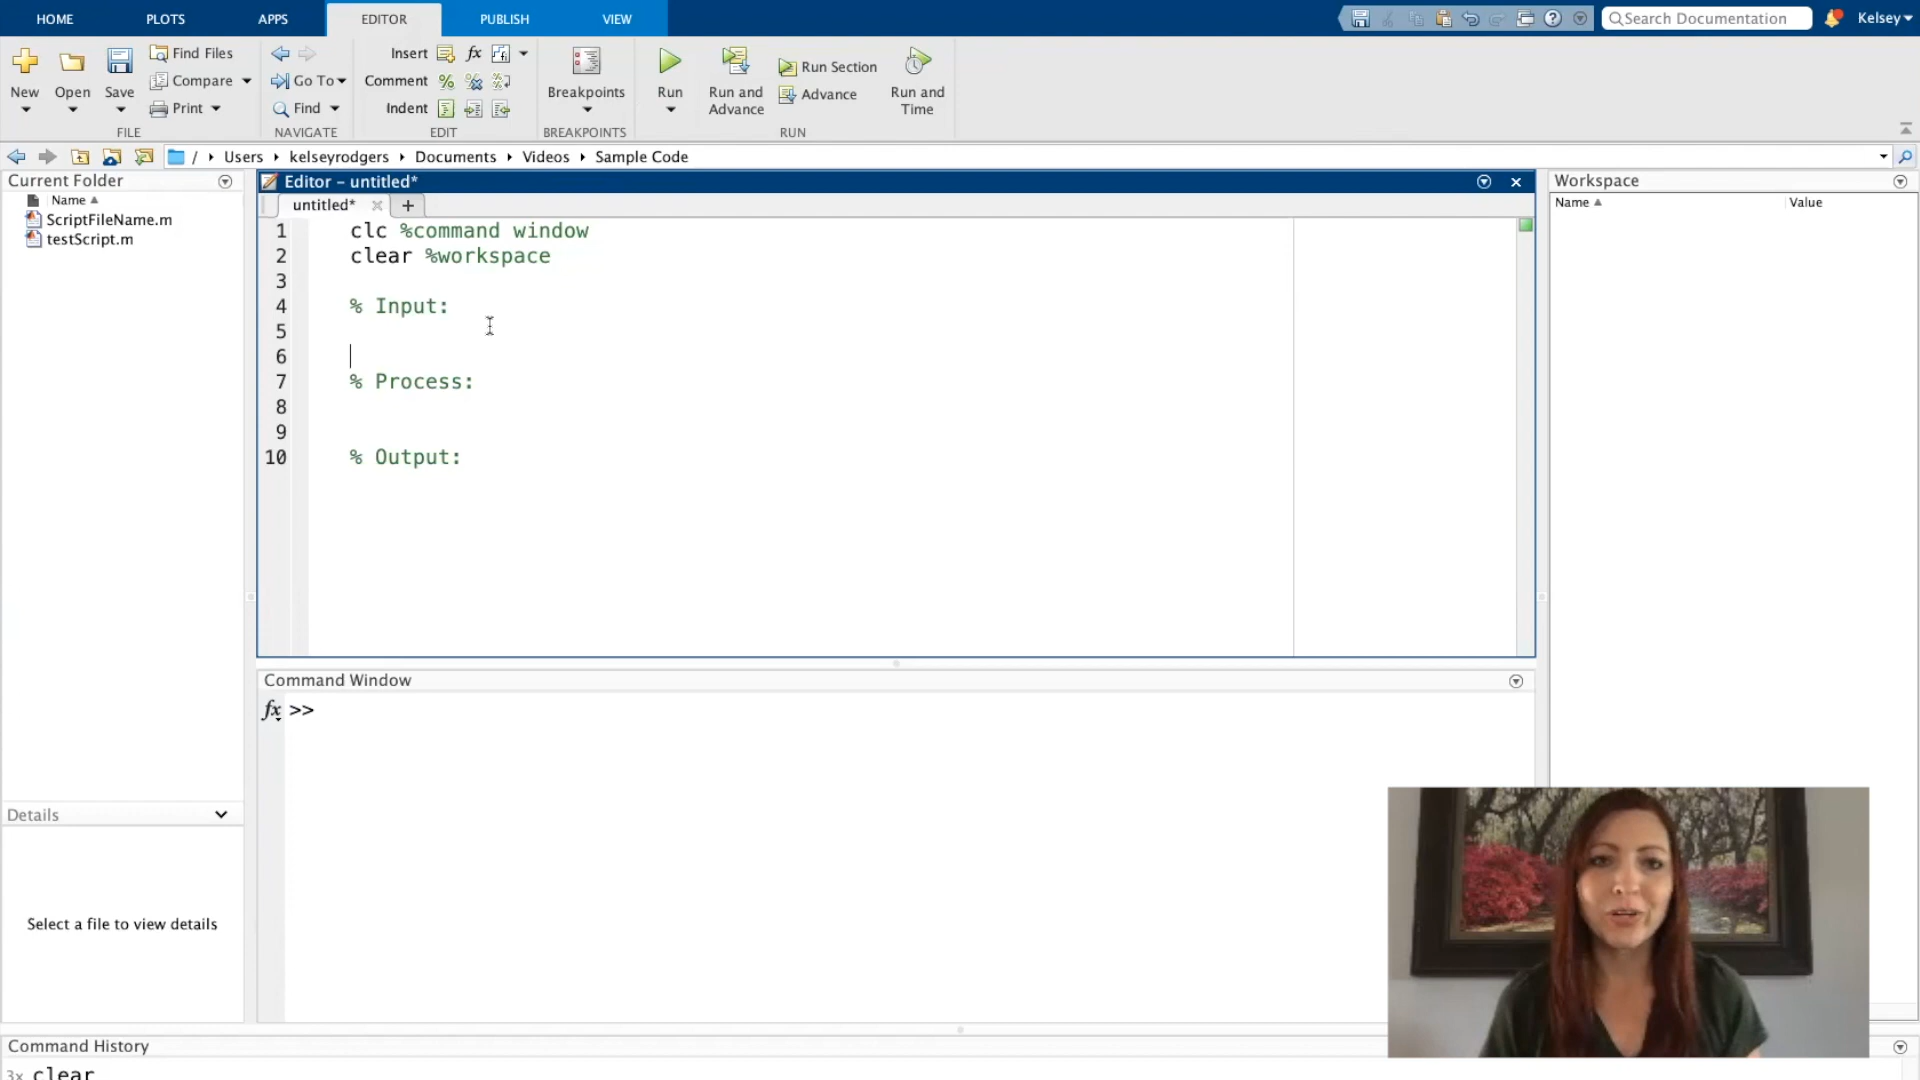 HOME PLOTS APPS EDITOR PUBLISH VIEW
Search Documentation
Kelsey
New
Open
Save
Find Files
Compare
Print
FILE
Go To
Find
NAVIGATE
Insert fx
Comment % %
Indent
EDIT
Breakpoints
BREAKPOINTS
Run
Run and
Advance
Run Section
Advance
Run and
Time
RUN
/ Users kelseyrodgers Documents Videos Sample Code
Current Folder
Name
ScriptFileName.m
testScript.m
Details
Select a file to view details
Editor - untitled*
untitled* × +
1 clc %command window
2 clear %workspace
3
4 % Input:
5
6
7 % Process:
8
9
10 % Output:
Command Window
fx >>
Workspace
Name Value
Command History
3x clear